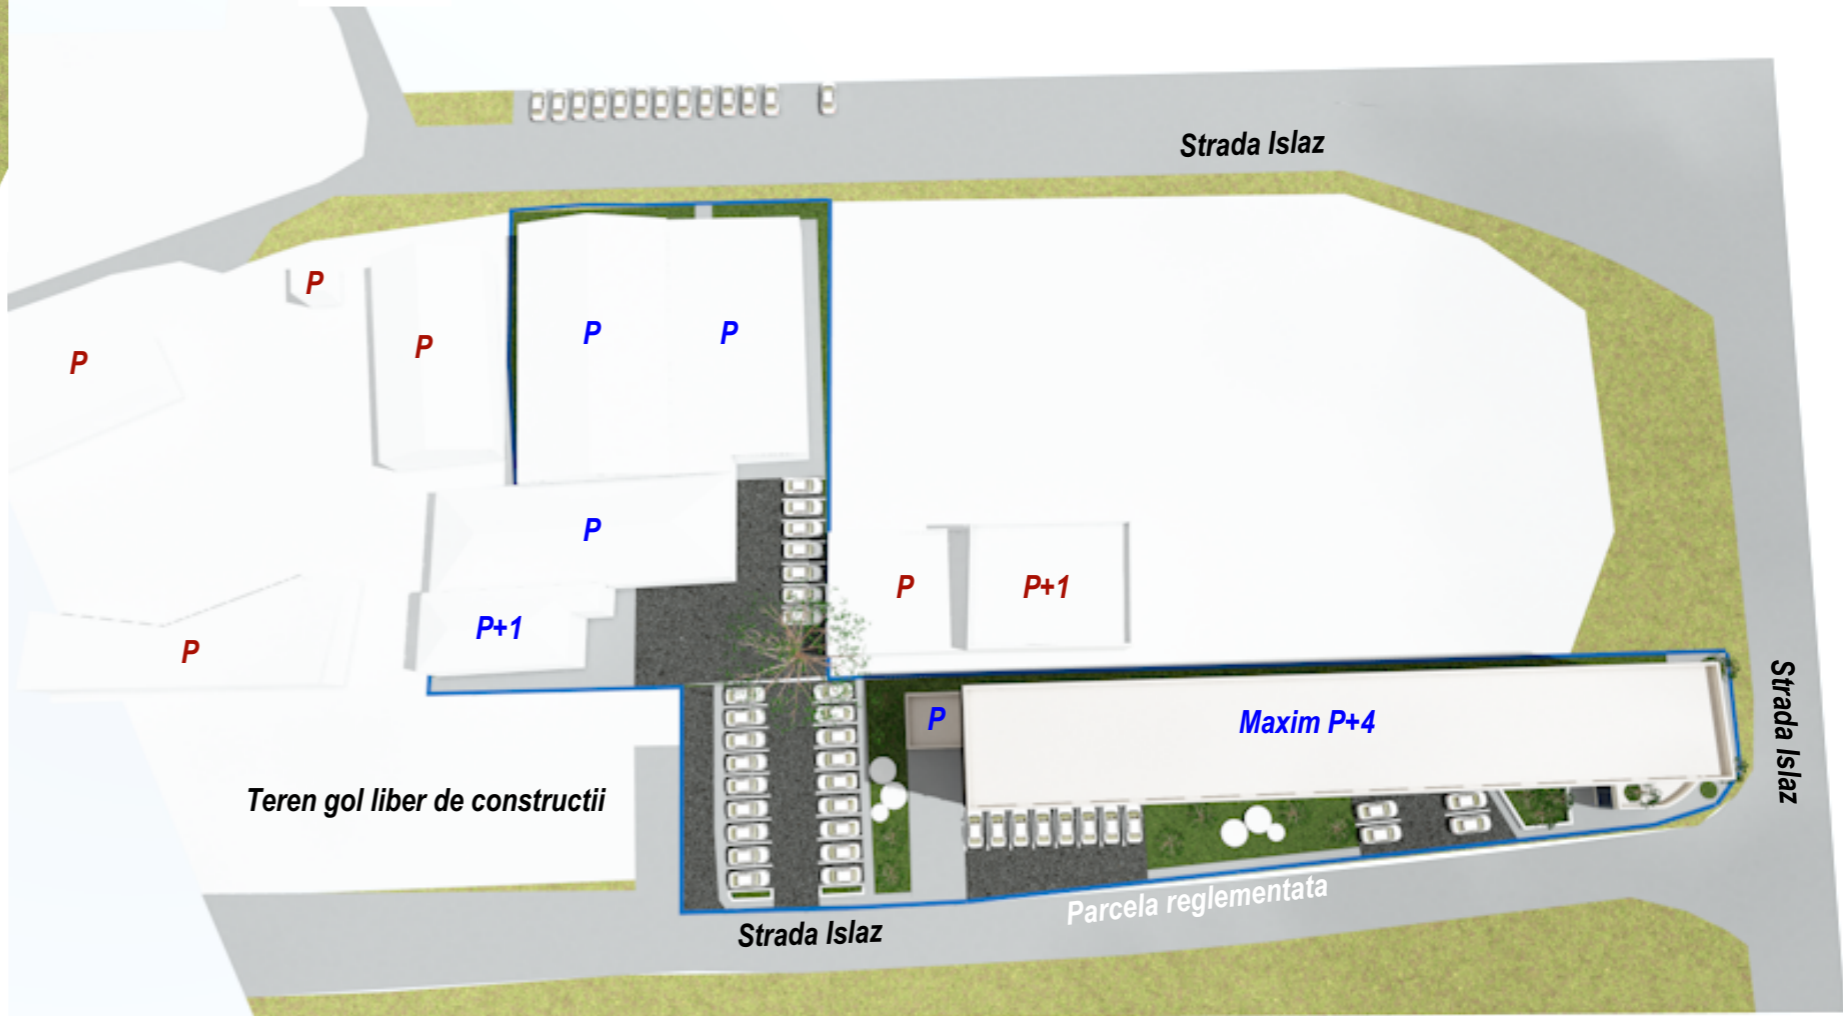 Strada Islaz
P
P
P
P
P
P
P
P+1
P+1
P
Strada Islaz
P
Maxim P+4
Teren gol liber de constructii
Parcela reglementata
Strada Islaz